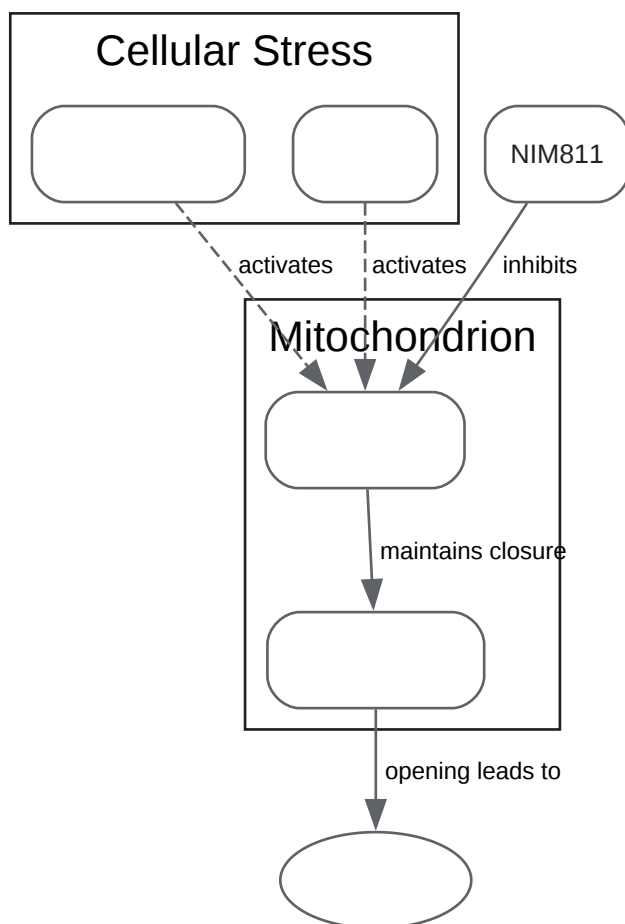 Cellular Stress
NIM811
activates
activates
inhibits
Mitochondrion
maintains closure
opening leads to